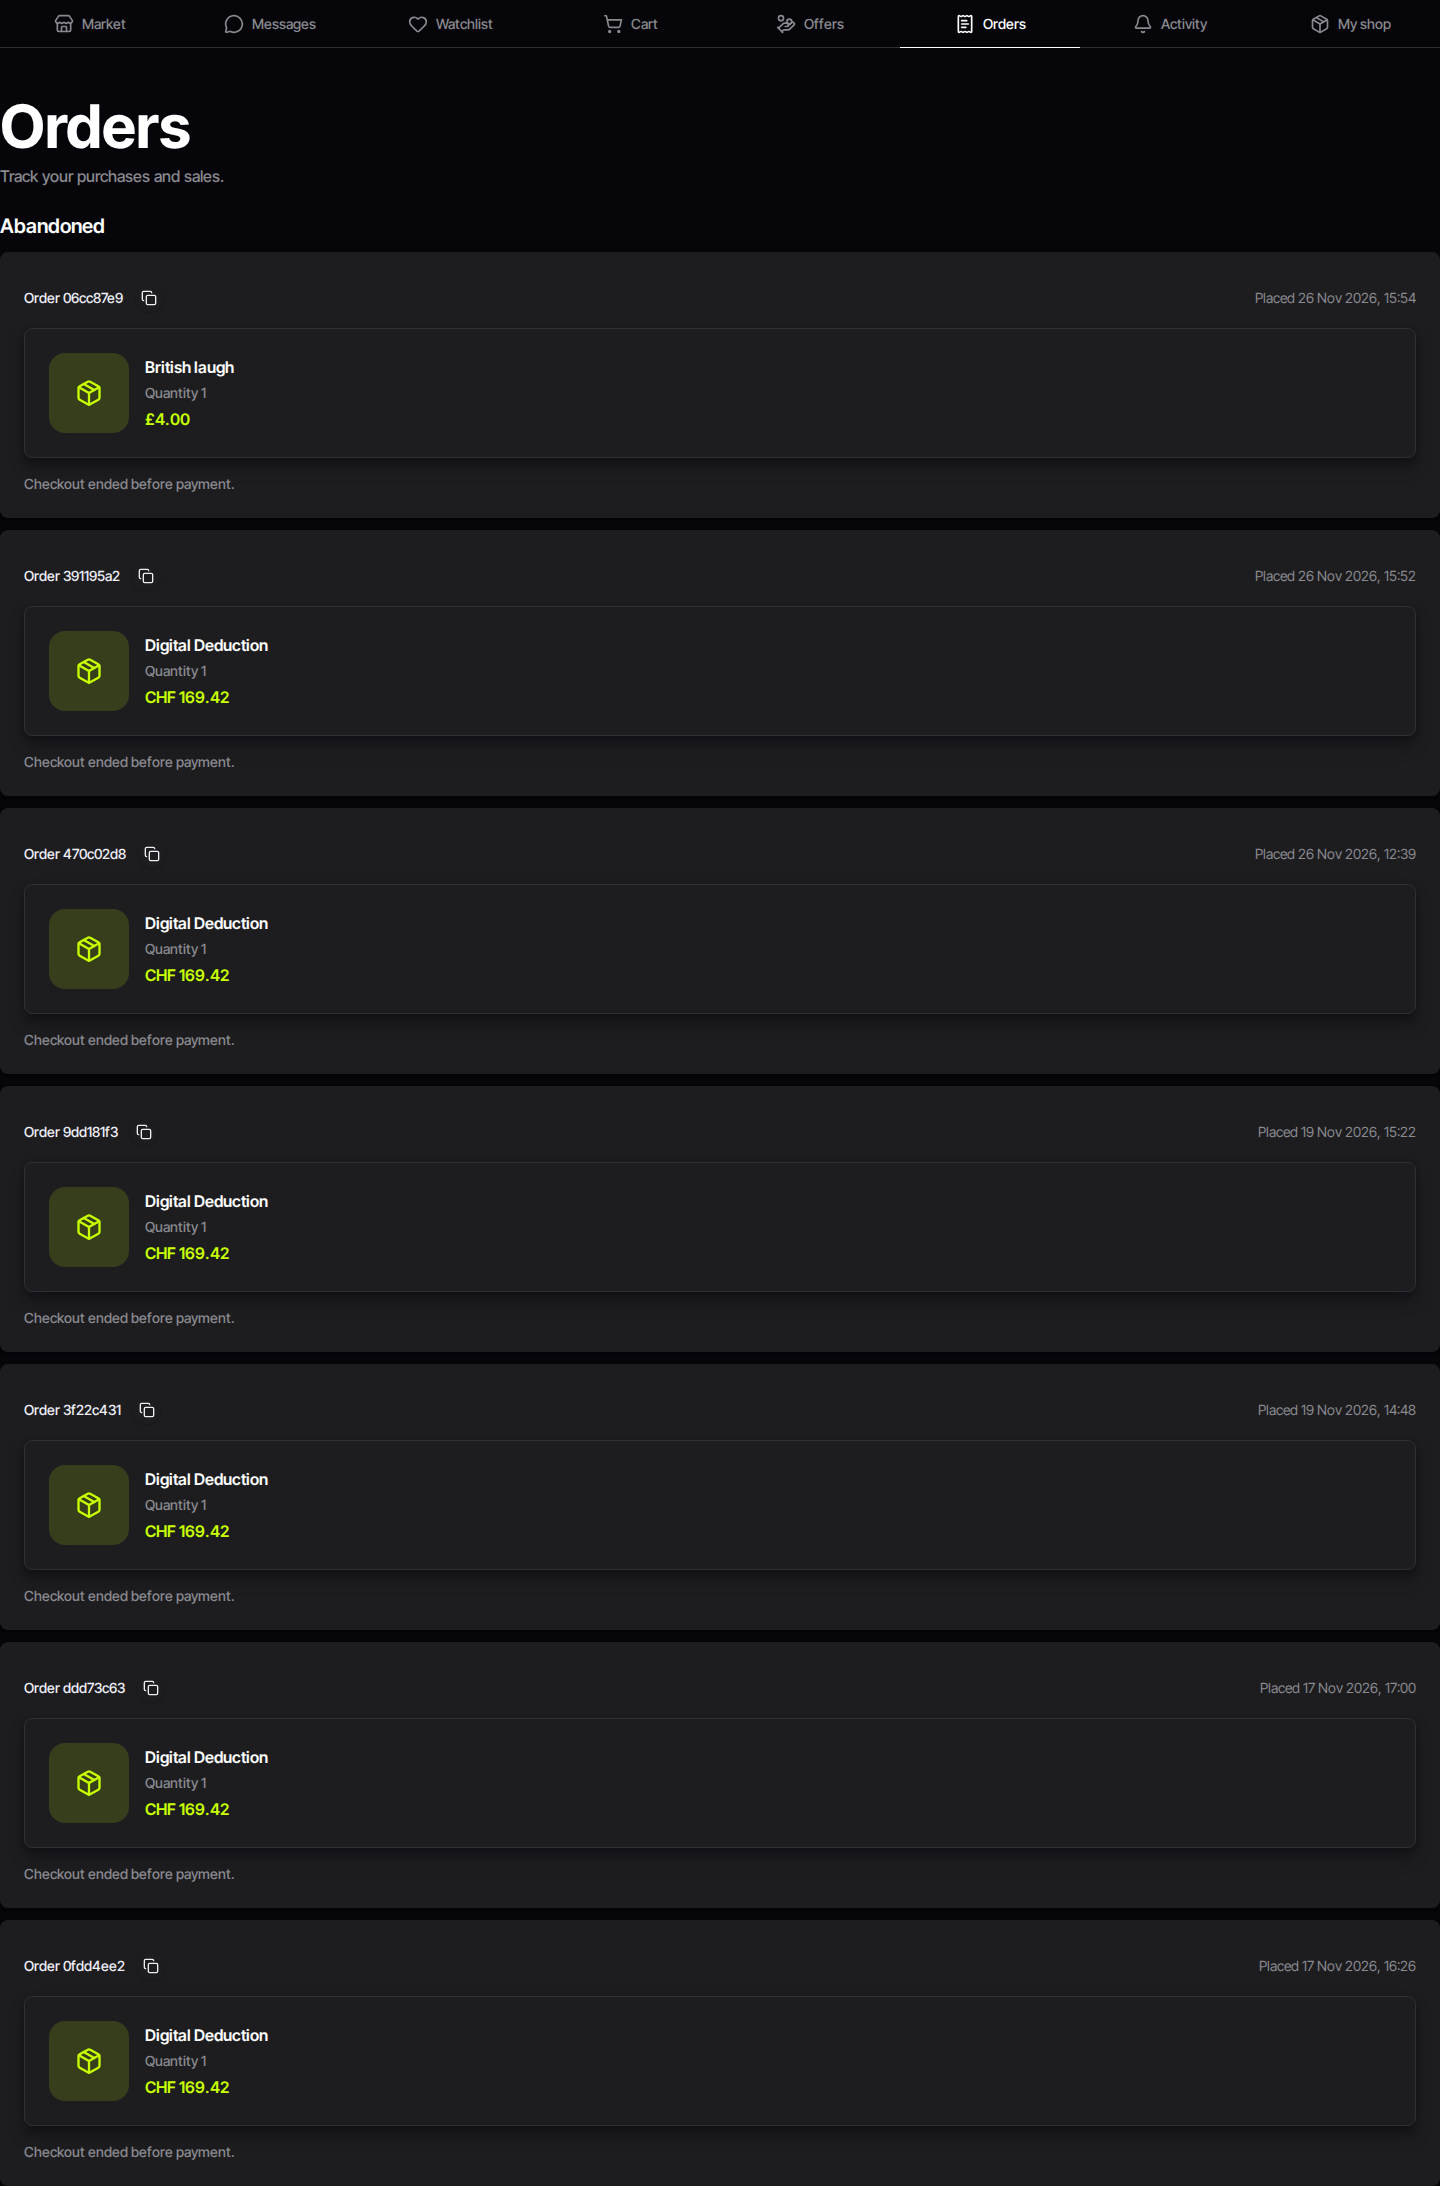 Market Messages Watchlist Cart Offers Orders Activity My shop
Orders
Track your purchases and sales.
Abandoned
Order 06cc87e9 Placed 26 Nov 2026, 15:54
British laugh
Quantity 1
£4.00
Checkout ended before payment.
Order 391195a2 Placed 26 Nov 2026, 15:52
Digital Deduction
Quantity 1
CHF 169.42
Checkout ended before payment.
Order 470c02d8 Placed 26 Nov 2026, 12:39
Digital Deduction
Quantity 1
CHF 169.42
Checkout ended before payment.
Order 9dd181f3 Placed 19 Nov 2026, 15:22
Digital Deduction
Quantity 1
CHF 169.42
Checkout ended before payment.
Order 3f22c431 Placed 19 Nov 2026, 14:48
Digital Deduction
Quantity 1
CHF 169.42
Checkout ended before payment.
Order ddd73c63 Placed 17 Nov 2026, 17:00
Digital Deduction
Quantity 1
CHF 169.42
Checkout ended before payment.
Order 0fdd4ee2 Placed 17 Nov 2026, 16:26
Digital Deduction
Quantity 1
CHF 169.42
Checkout ended before payment.